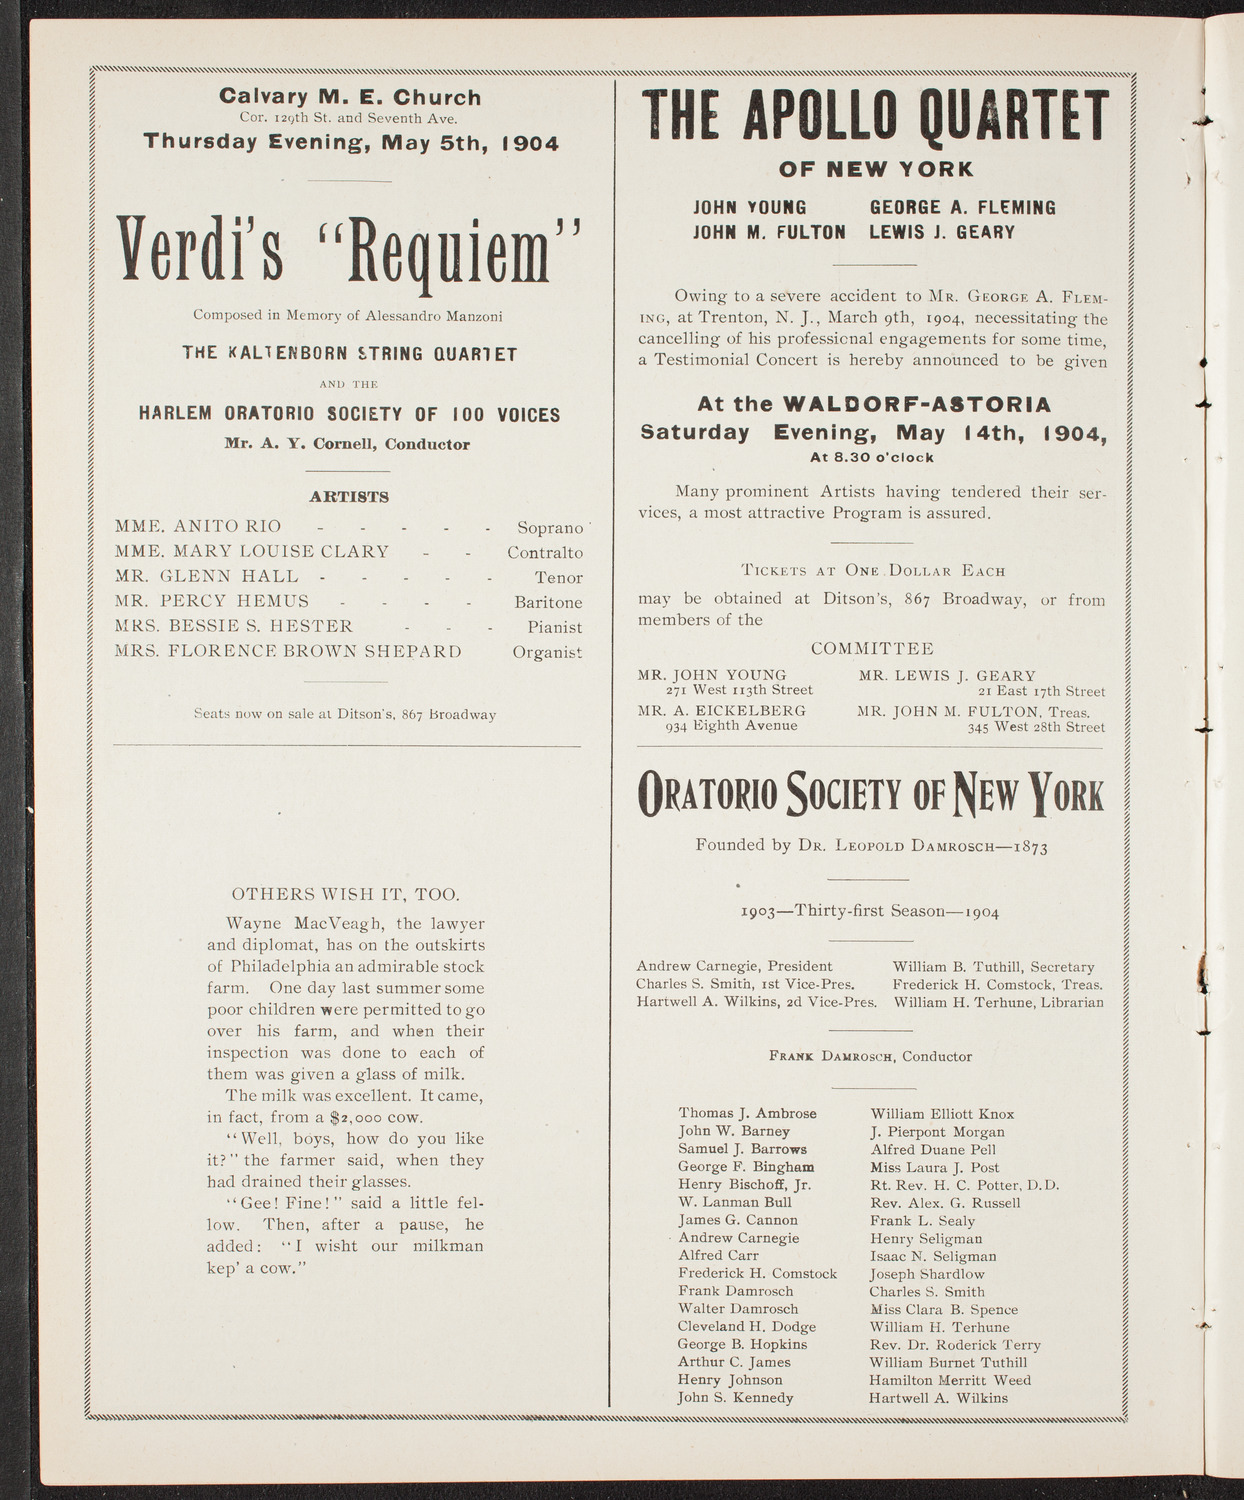 Calvary M. E. Church
Cor. 129th St. and Seventh Ave.
Thursday Evening, May 5th, 1904
Verdi's "Requiem"
Composed in Memory of Alessandro Manzoni
THE KALTENBORN STRING QUARTET
AND THE
HARLEM ORATORIO SOCIETY OF 100 VOICES
Mr. A. Y. Cornell, Conductor
ARTISTS
MME. ANITO RIO - - - - - Soprano
MME. MARY LOUISE CLARY - - Contralto
MR. GLENN HALL - - - - - Tenor
MR. PERCY HEMUS - - - - Baritone
MRS. BESSIE S. HESTER - - - Pianist
MRS. FLORENCE BROWN SHEPARD Organist
Seats now on sale at Ditson's, 867 Broadway
OTHERS WISH IT, TOO.
Wayne MacVeagh, the lawyer
and diplomat, has on the outskirts
of Philadelphia an admirable stock
farm. One day last summer some
poor children were permitted to go
over his farm, and when their
inspection was done to each of
them was given a glass of milk.
The milk was excellent. It came,
in fact, from a $2,000 cow.
"Well, boys, how do you like
it?" the farmer said, when they
had drained their glasses.
"Gee! Fine!" said a little fel-
low. Then, after a pause, he
added: "I wisht our milkman
kep' a cow."
THE APOLLO QUARTET
OF NEW YORK
JOHN YOUNG GEORGE A. FLEMING
JOHN M. FULTON LEWIS J. GEARY
Owing to a severe accident to MR. GEORGE A. FLEM-
ING, at Trenton, N. J., March 9th, 1904, necessitating the
cancelling of his professional engagements for some time,
a Testimonial Concert is hereby announced to be given
At the WALDORF-ASTORIA
Saturday Evening, May 14th, 1904,
At 8.30 o'clock
Many prominent Artists having tendered their ser-
vices, a most attractive Program is assured.
TICKETS AT ONE DOLLAR EACH
may be obtained at Ditson's, 867 Broadway, or from
members of the
COMMITTEE
MR. JOHN YOUNG MR. LEWIS J. GEARY
271 West 113th Street 21 East 17th Street
MR. A. EICKELBERG MR. JOHN M. FULTON, Treas.
934 Eighth Avenue 345 West 28th Street
ORATORIO SOCIETY OF NEW YORK
Founded by DR. LEOPOLD DAMROSCH—1873
1903—Thirty-first Season—1904
Andrew Carnegie, President William B. Tuthill, Secretary
Charles S. Smith, 1st Vice-Pres. Frederick H. Comstock, Treas.
Hartwell A. Wilkins, 2d Vice-Pres. William H. Terhune, Librarian
FRANK DAMROSCH, Conductor
Thomas J. Ambrose William Elliott Knox
John W. Barney J. Pierpont Morgan
Samuel J. Barrows Alfred Duane Pell
George F. Bingham Miss Laura J. Post
Henry Bischoff, Jr. Rt. Rev. H. C. Potter, D.D.
W. Lanman Bull Rev. Alex. G. Russell
James G. Cannon Frank L. Sealy
Andrew Carnegie Henry Seligman
Alfred Carr Isaac N. Seligman
Frederick H. Comstock Joseph Shardlow
Frank Damrosch Charles S. Smith
Walter Damrosch Miss Clara B. Spence
Cleveland H. Dodge William H. Terhune
George B. Hopkins Rev. Dr. Roderick Terry
Arthur C. James William Burnet Tuthill
Henry Johnson Hamilton Merritt Weed
John S. Kennedy Hartwell A. Wilkins